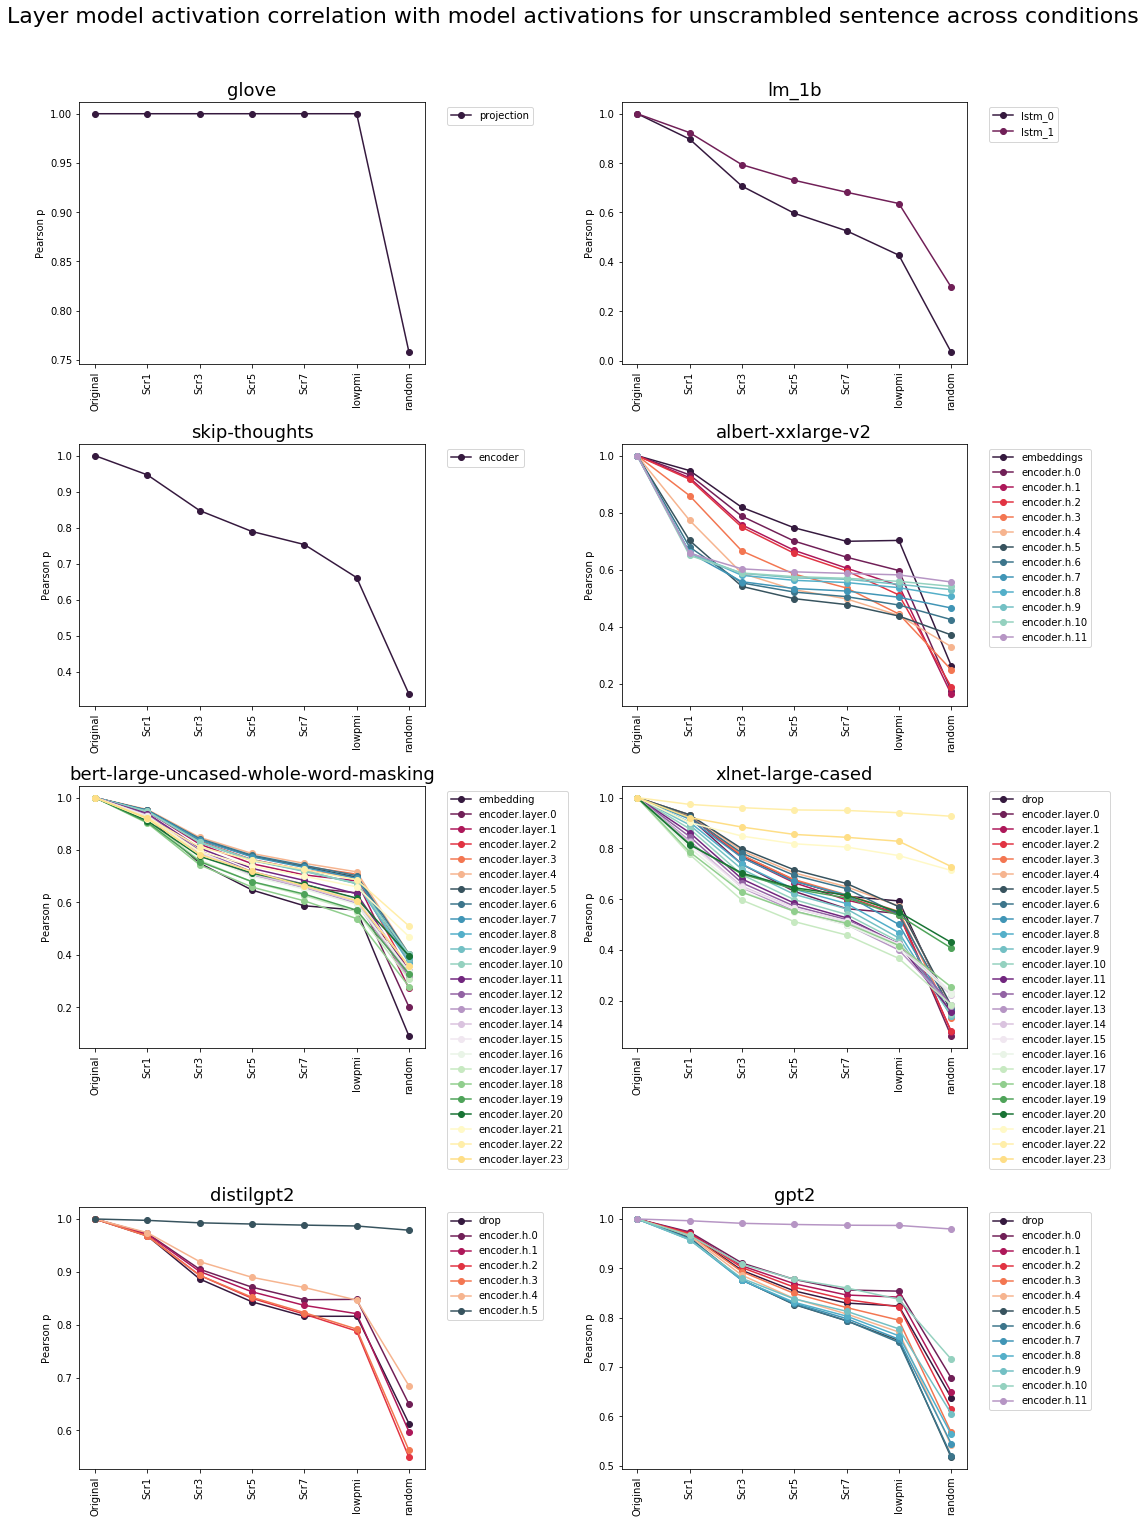 Layer model activation correlation with model activations for unscrambled sentence across conditions
glove
1.00
0.95
0.90
0.85
0.80
0.75
Pearson p
Original
Scr1
Scr3
Scr5
Scr7
lowpmi
random
projection
lm_1b
1.0
0.8
0.6
0.4
0.2
0.0
Pearson p
Original
Scr1
Scr3
Scr5
Scr7
lowpmi
random
lstm_0
lstm_1
skip-thoughts
1.0
0.9
0.8
0.7
0.6
0.5
0.4
Pearson p
Original
Scr1
Scr3
Scr5
Scr7
lowpmi
random
encoder
albert-xxlarge-v2
1.0
0.8
0.6
0.4
0.2
Pearson p
Original
Scr1
Scr3
Scr5
Scr7
lowpmi
random
embeddings
encoder.h.0
encoder.h.1
encoder.h.2
encoder.h.3
encoder.h.4
encoder.h.5
encoder.h.6
encoder.h.7
encoder.h.8
encoder.h.9
encoder.h.10
encoder.h.11
bert-large-uncased-whole-word-masking
1.0
0.8
0.6
0.4
0.2
Pearson p
Original
Scr1
Scr3
Scr5
Scr7
lowpmi
random
embedding
encoder.layer.0
encoder.layer.1
encoder.layer.2
encoder.layer.3
encoder.layer.4
encoder.layer.5
encoder.layer.6
encoder.layer.7
encoder.layer.8
encoder.layer.9
encoder.layer.10
encoder.layer.11
encoder.layer.12
encoder.layer.13
encoder.layer.14
encoder.layer.15
encoder.layer.16
encoder.layer.17
encoder.layer.18
encoder.layer.19
encoder.layer.20
encoder.layer.21
encoder.layer.22
encoder.layer.23
xlnet-large-cased
1.0
0.8
0.6
0.4
0.2
Pearson p
Original
Scr1
Scr3
Scr5
Scr7
lowpmi
random
drop
encoder.layer.0
encoder.layer.1
encoder.layer.2
encoder.layer.3
encoder.layer.4
encoder.layer.5
encoder.layer.6
encoder.layer.7
encoder.layer.8
encoder.layer.9
encoder.layer.10
encoder.layer.11
encoder.layer.12
encoder.layer.13
encoder.layer.14
encoder.layer.15
encoder.layer.16
encoder.layer.17
encoder.layer.18
encoder.layer.19
encoder.layer.20
encoder.layer.21
encoder.layer.22
encoder.layer.23
distilgpt2
1.0
0.9
0.8
0.7
0.6
Pearson p
Original
Scr1
Scr3
Scr5
Scr7
lowpmi
random
drop
encoder.h.0
encoder.h.1
encoder.h.2
encoder.h.3
encoder.h.4
encoder.h.5
gpt2
1.0
0.9
0.8
0.7
0.6
0.5
Pearson p
Original
Scr1
Scr3
Scr5
Scr7
lowpmi
random
drop
encoder.h.0
encoder.h.1
encoder.h.2
encoder.h.3
encoder.h.4
encoder.h.5
encoder.h.6
encoder.h.7
encoder.h.8
encoder.h.9
encoder.h.10
encoder.h.11